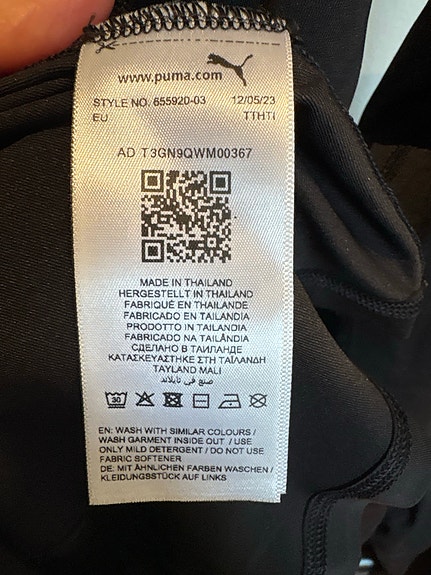 www.puma.com
STYLE NO. 655920-03 12/05/23
EU TTHTI
AD T3GN9QWM00367
MADE IN THAILAND
HERGESTELLT IN THAILAND
FABRIQUÉ EN THAILANDE
FABRICADO EN TAILANDIA
PRODOTTO IN TAILANDIA
FABRICADO NA TAILÂNDIA
СДЕЛАНО В ТАИЛАНДЕ
ΚΑΤΑΣΚΕΥΑΣΤΗΚΕ ΣΤΗ ΤΑΪΛΑΝΔΗ
TAYLAND MALI
صنع في تايلاند
30
EN: WASH WITH SIMILAR COLOURS /
WASH GARMENT INSIDE OUT / USE
ONLY MILD DETERGENT / DO NOT USE
FABRIC SOFTENER
DE: MIT ÄHNLICHEN FARBEN WASCHEN /
KLEIDUNGSSTÜCK AUF LINKS